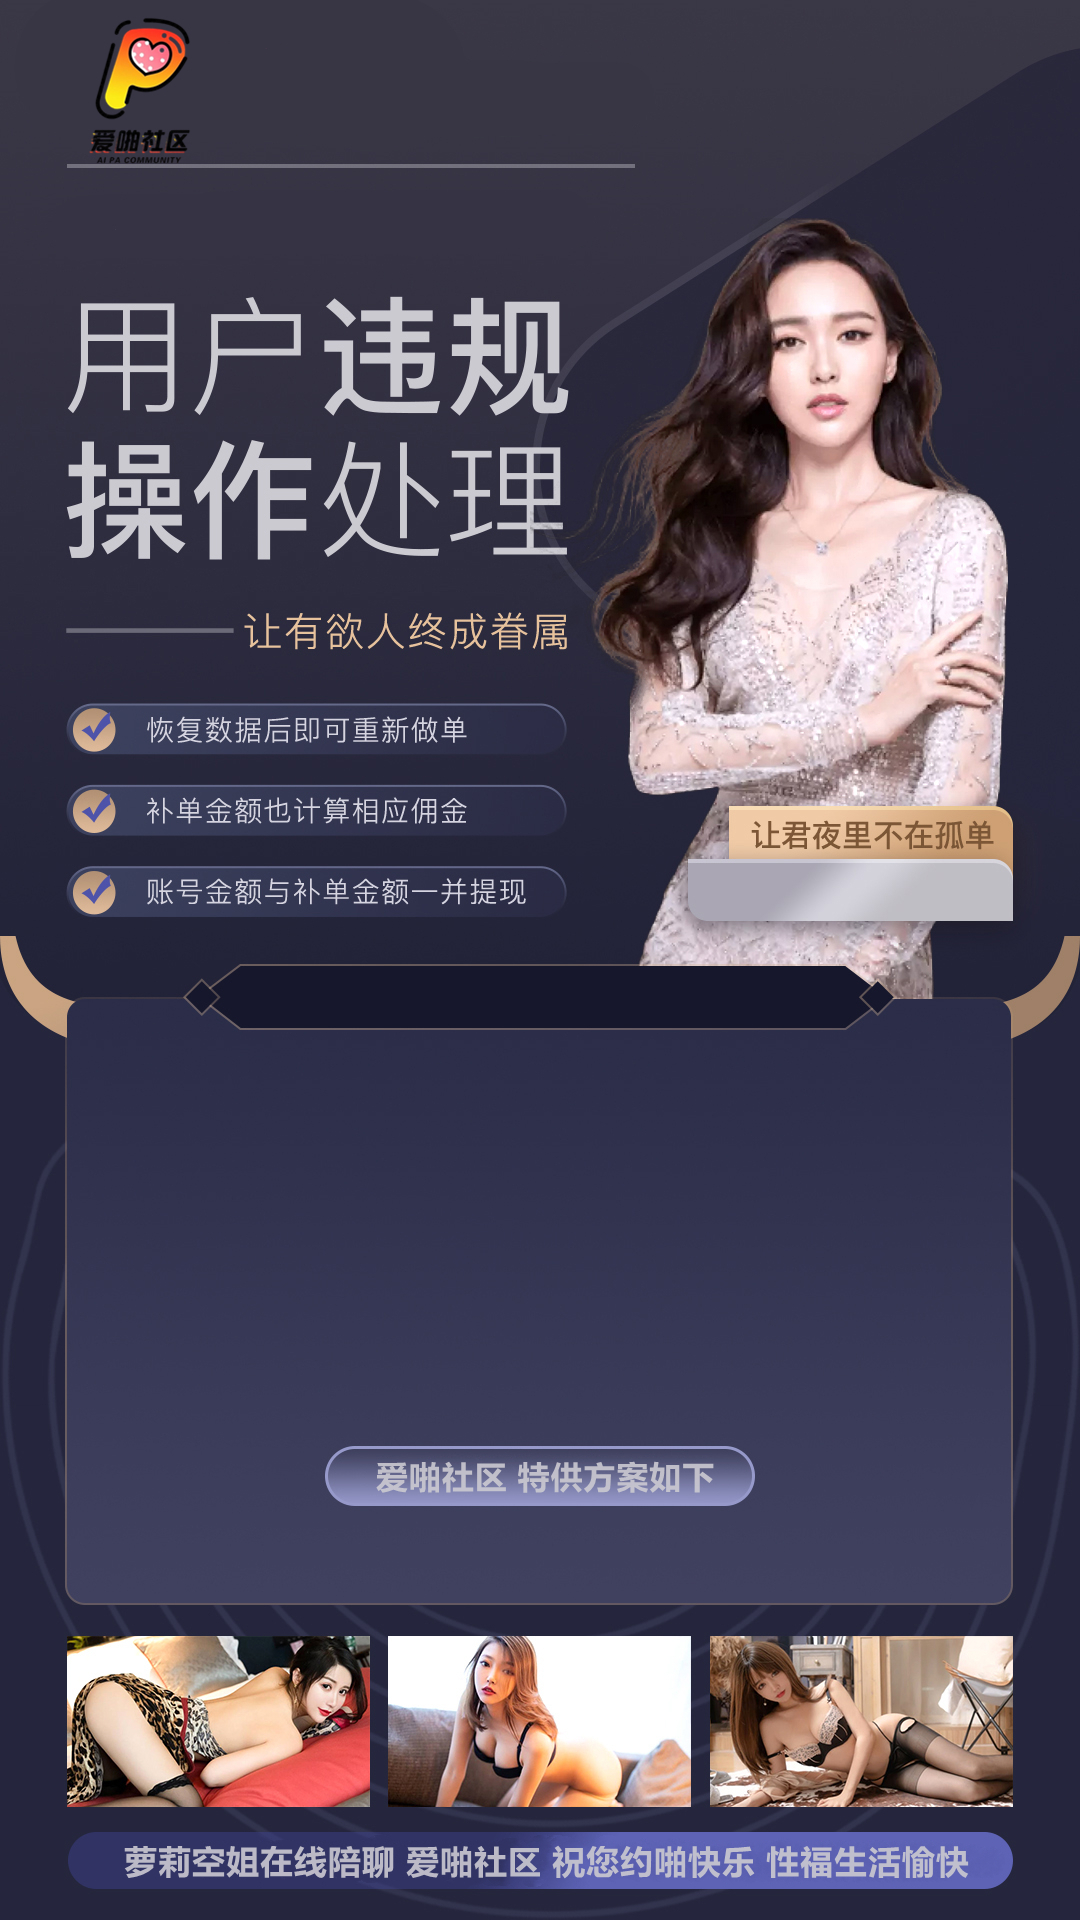 爱啪社区
AI PA COMMUNITY
用户违规
操作处理
让有欲人终成眷属
恢复数据后即可重新做单
补单金额也计算相应佣金
账号金额与补单金额一并提现
让君夜里不在孤单
爱啪社区 特供方案如下
萝莉空姐在线陪聊 爱啪社区 祝您约啪快乐 性福生活愉快